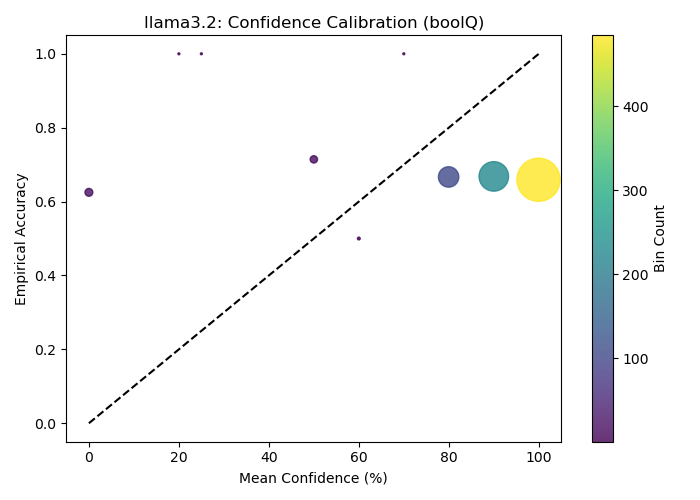 llama3.2: Confidence Calibration (boolQ)
1.0
0.8
0.6
0.4
0.2
0.0
Empirical Accuracy
0 20 40 60 80 100
Mean Confidence (%)
400
300
200
100
Bin Count